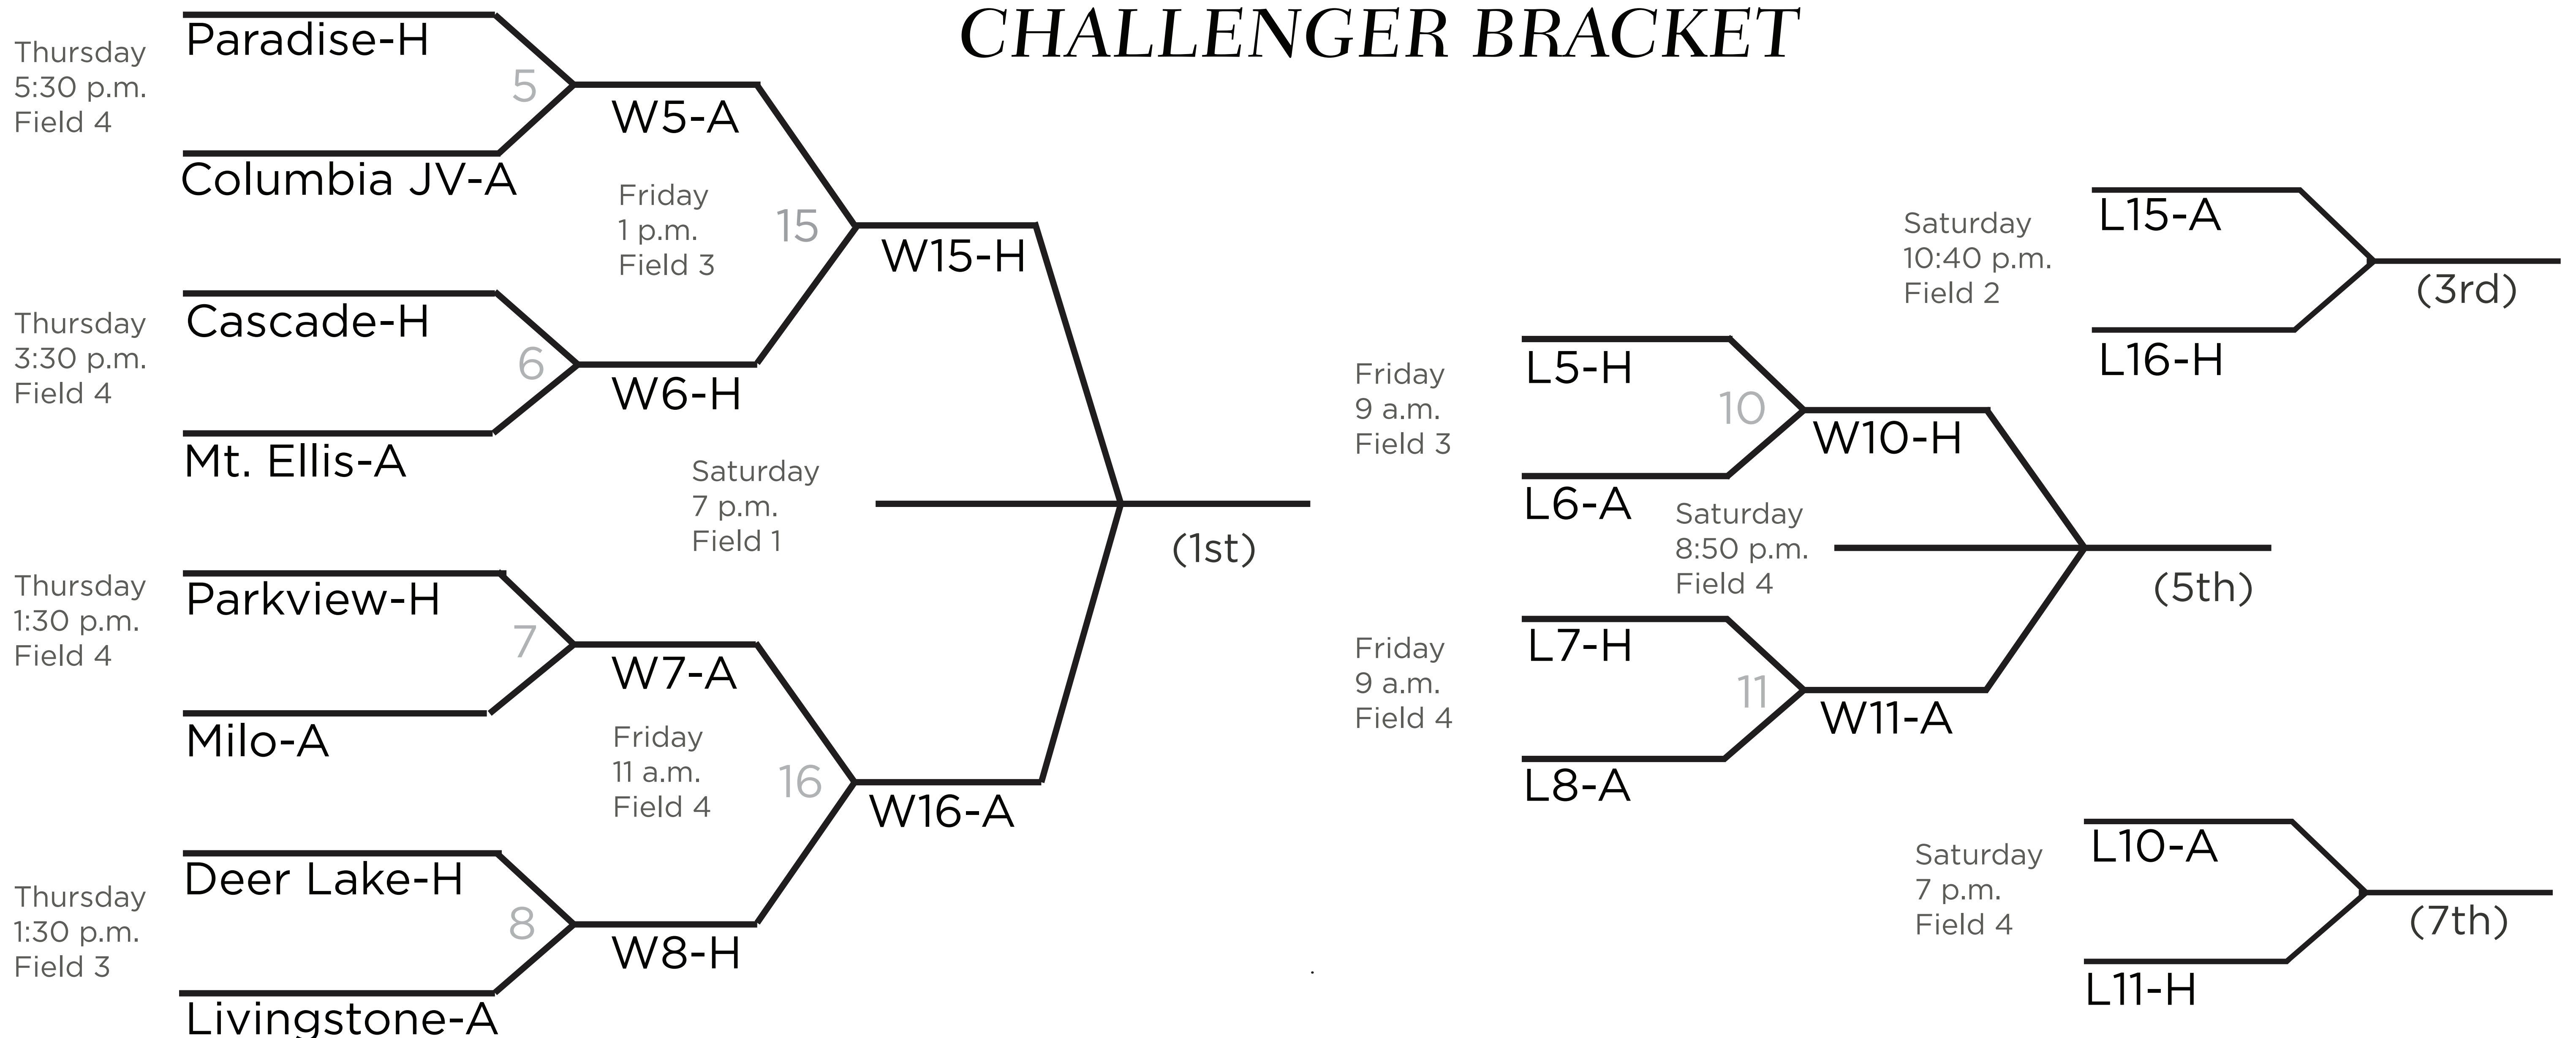 CHALLENGER BRACKET
Paradise-H
Thursday
5:30 p.m.
Field 4
5
W5-A
Columbia JV-A
Friday
1 p.m.
Field 3
15
W15-H
Cascade-H
Thursday
3:30 p.m.
Field 4
6
W6-H
Mt. Ellis-A
Saturday
7 p.m.
Field 1
(1st)
Parkview-H
Thursday
1:30 p.m.
Field 4
7
W7-A
Milo-A
Friday
11 a.m.
Field 4
16
W16-A
Deer Lake-H
Thursday
1:30 p.m.
Field 3
8
W8-H
Livingstone-A
L15-A
Saturday
10:40 p.m.
Field 2
(3rd)
L16-H
L5-H
Friday
9 a.m.
Field 3
10
W10-H
L6-A
Saturday
8:50 p.m.
Field 4
(5th)
L7-H
Friday
9 a.m.
Field 4
11
W11-A
L8-A
L10-A
Saturday
7 p.m.
Field 4
(7th)
L11-H